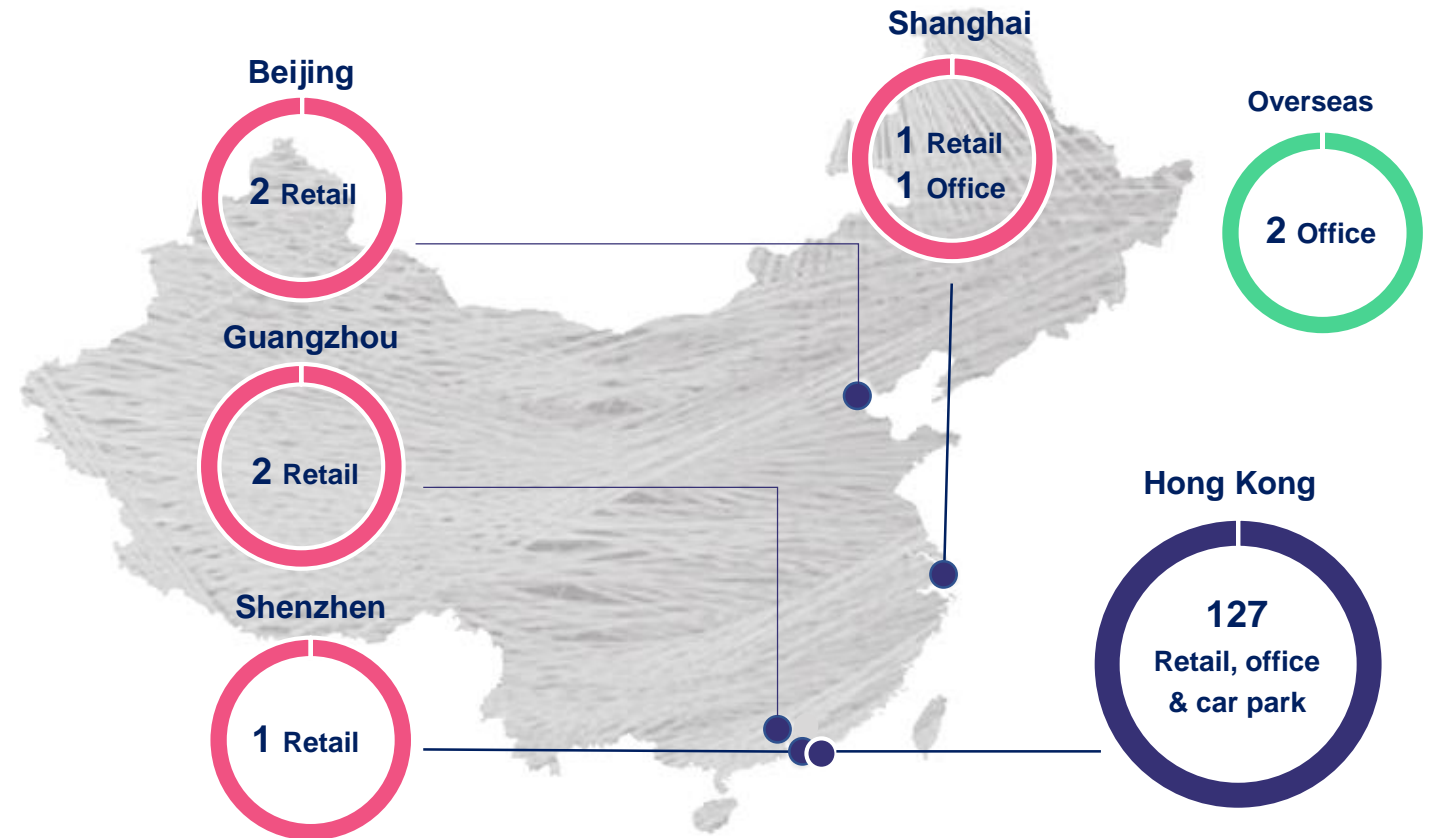 Beijing
2 Retail
Guangzhou
2 Retail
Shenzhen
1 Retail
Shanghai
1 Retail
1 Office
Overseas
2 Office
Hong Kong
127
Retail, office
& car park